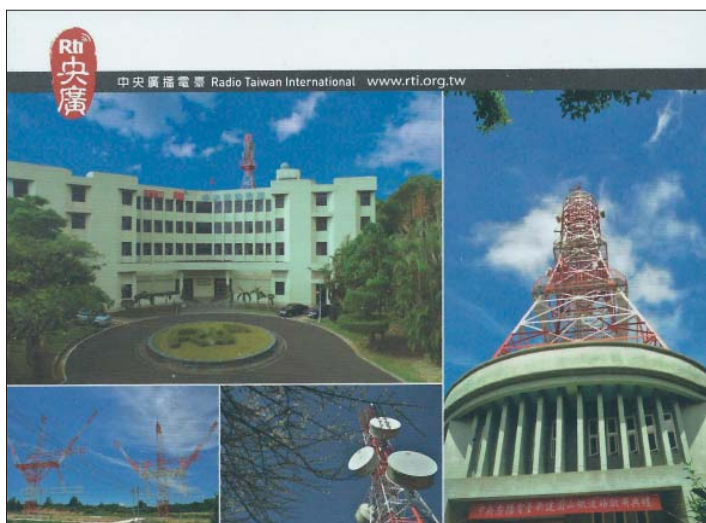 Rti
央廣
中央廣播電臺 Radio Taiwan International www.rti.org.tw